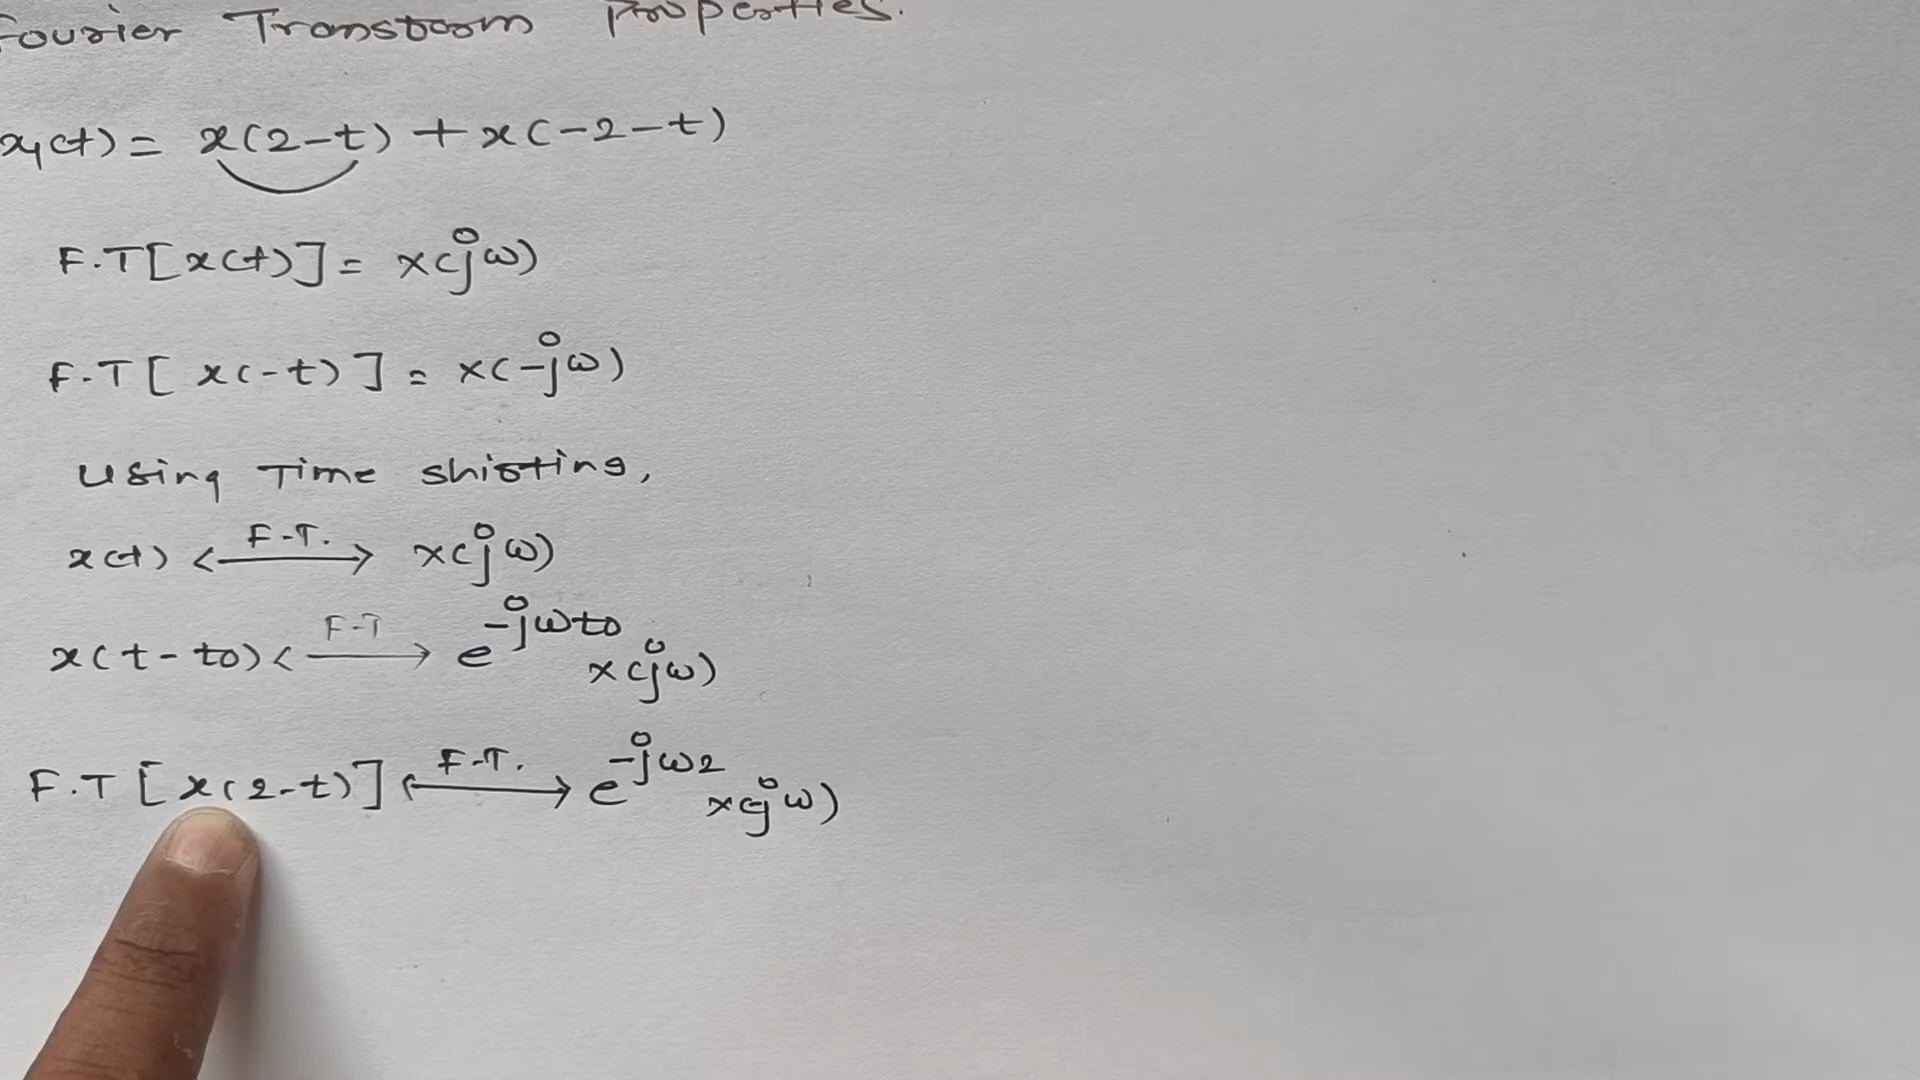 Fourier Transform Properties.
x₁(t) = x(2-t) + x(-2-t)
F.T[x(t)] = x(jω)
F.T[x(-t)] = x(-jω)
Using Time shifting,
x(t) <--F.T.--> x(jω)
x(t-t0) <--F-T--> e^{-jωt0} x(jω)
F.T[x(2-t)] <--F.T.--> e^{-jω2} x(-jω)